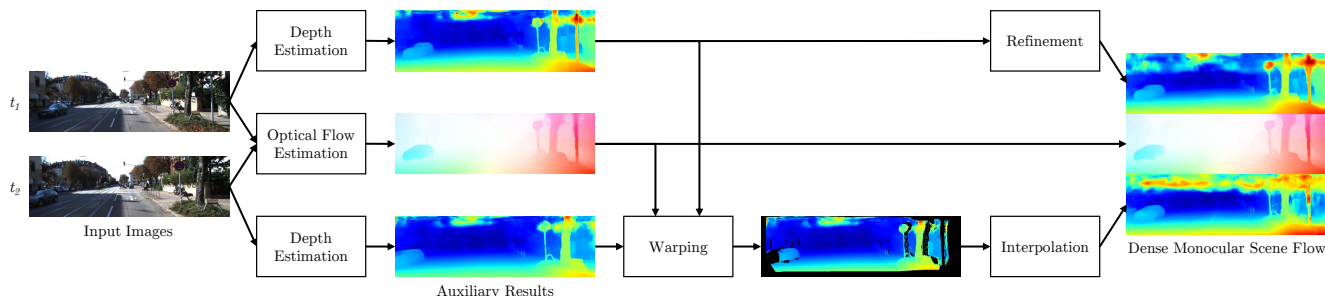 Depth
Estimation
Refinement
t1
Optical Flow
Estimation
t2
Input Images
Depth
Estimation
Warping
Interpolation
Dense Monocular Scene Flow
Auxiliary Results